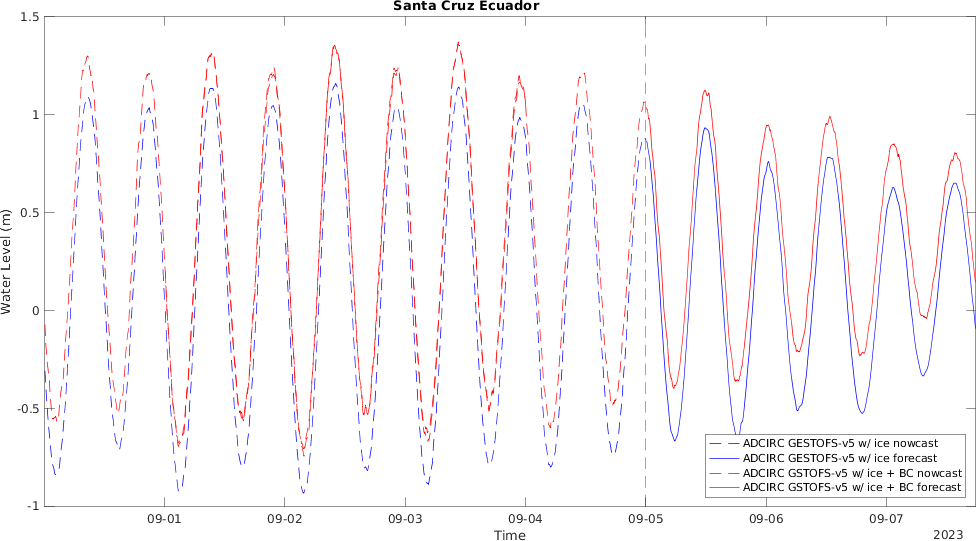 Santa Cruz Ecuador
1.5
1
0.5
0
-0.5
-1
Water Level (m)
09-01
09-02
09-03
09-04
09-05
09-06
09-07
Time
2023
ADCIRC GESTOFS-v5 w/ ice nowcast
ADCIRC GESTOFS-v5 w/ ice forecast
ADCIRC GSTOFS-v5 w/ ice + BC nowcast
ADCIRC GSTOFS-v5 w/ ice + BC forecast